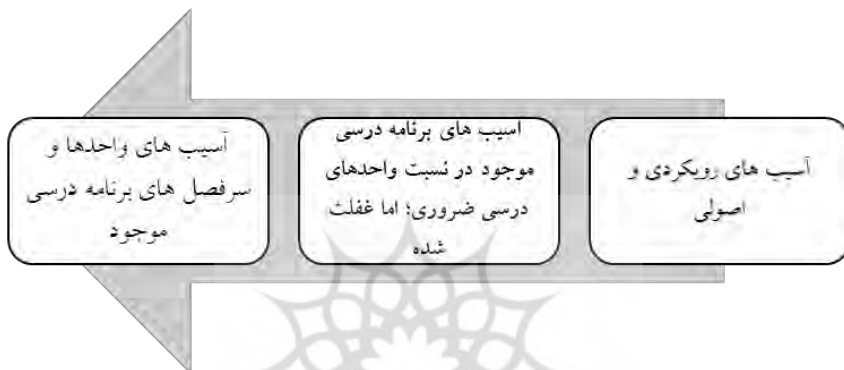 آسیب های رویکردی و
اصولی
آسیب های برنامه درسی
موجود در نسبت واحدهای
درسی ضروری؛ اما غفلت
شده
آسیب های واحدها و
سرفصل های برنامه درسی
موجود